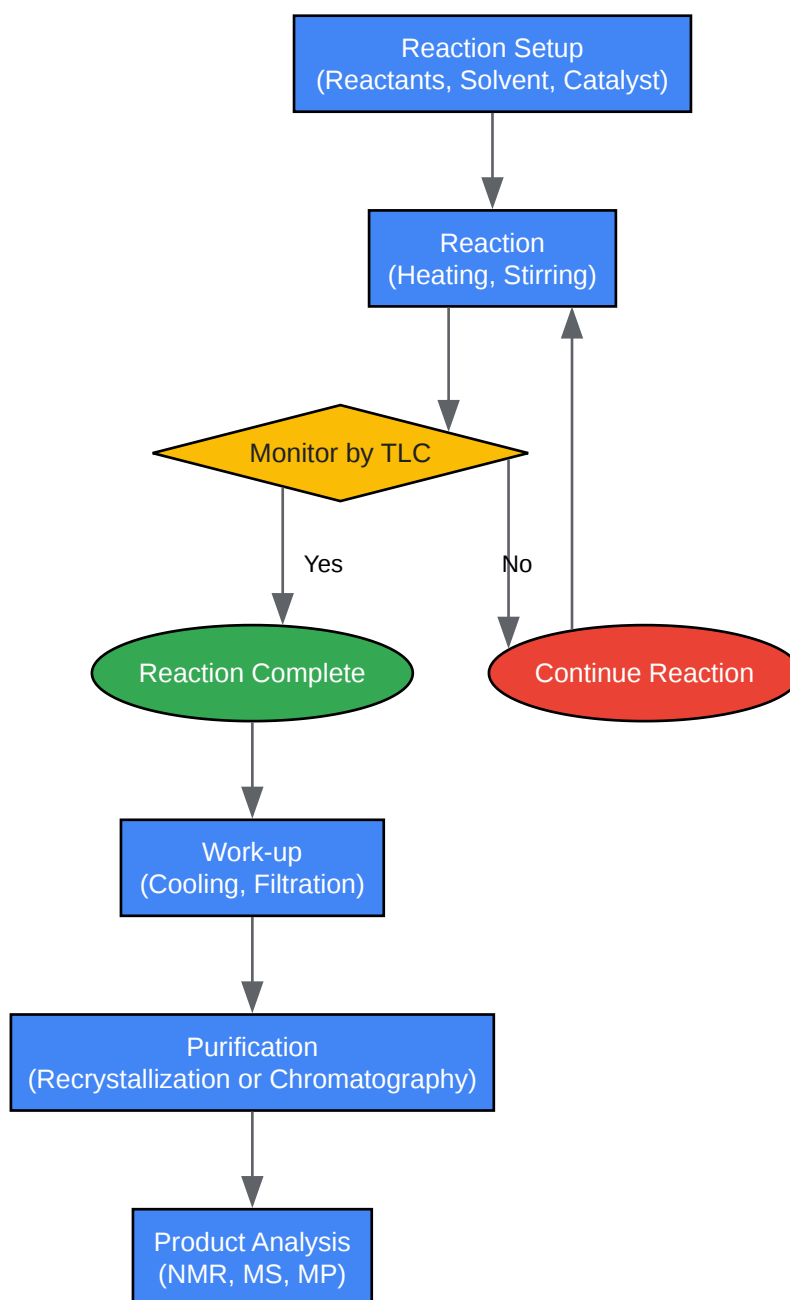 Reaction Setup
(Reactants, Solvent, Catalyst)
Reaction
(Heating, Stirring)
Monitor by TLC
Yes
No
Reaction Complete
Continue Reaction
Work-up
(Cooling, Filtration)
Purification
(Recrystallization or Chromatography)
Product Analysis
(NMR, MS, MP)